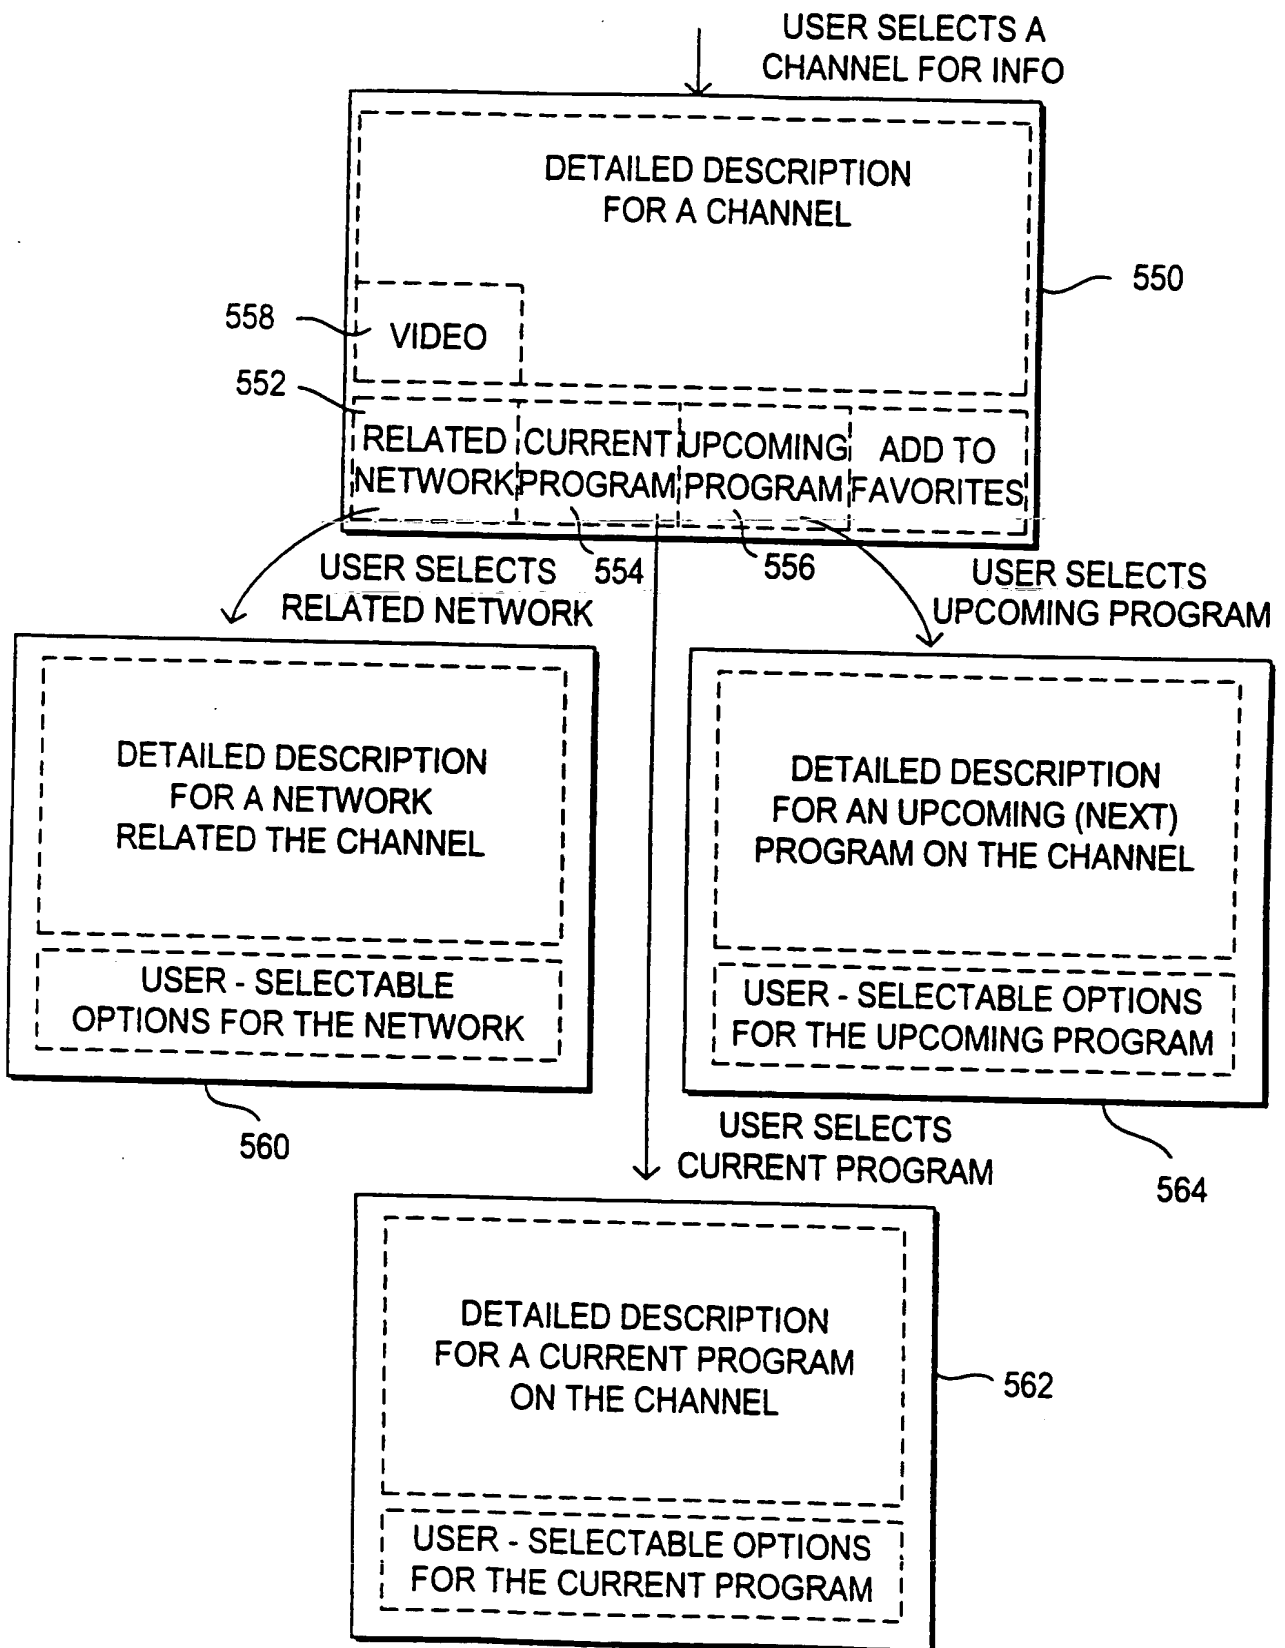 USER SELECTS A
CHANNEL FOR INFO
DETAILED DESCRIPTION
FOR A CHANNEL
550
558
VIDEO
552
RELATED
NETWORK
CURRENT
PROGRAM
UPCOMING
PROGRAM
ADD TO
FAVORITES
USER SELECTS
RELATED NETWORK
554
556
USER SELECTS
UPCOMING PROGRAM
DETAILED DESCRIPTION
FOR A NETWORK
RELATED THE CHANNEL
USER - SELECTABLE
OPTIONS FOR THE NETWORK
560
DETAILED DESCRIPTION
FOR AN UPCOMING (NEXT)
PROGRAM ON THE CHANNEL
USER - SELECTABLE OPTIONS
FOR THE UPCOMING PROGRAM
564
USER SELECTS
CURRENT PROGRAM
DETAILED DESCRIPTION
FOR A CURRENT PROGRAM
ON THE CHANNEL
562
USER - SELECTABLE OPTIONS
FOR THE CURRENT PROGRAM